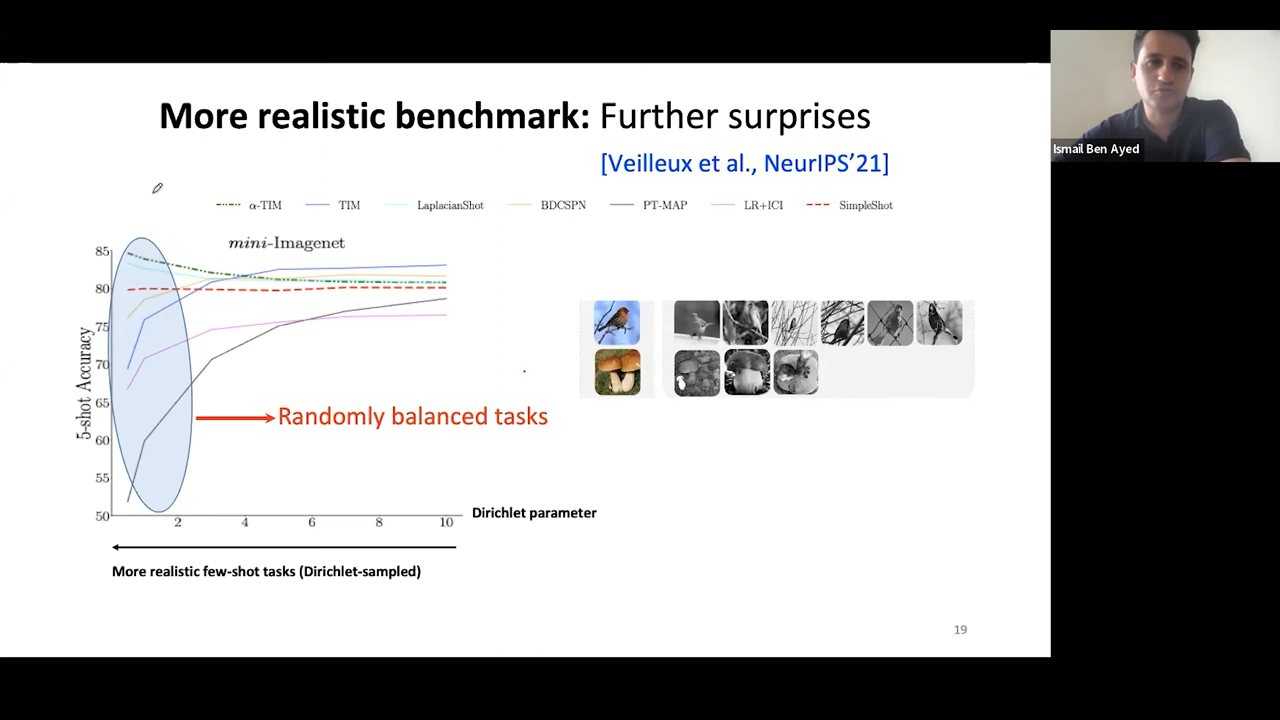 More realistic benchmark: Further surprises
[Veilleux et al., NeurIPS'21]
Ismail Ben Ayed
α-TIM TIM LaplacianShot BDCSPN PT-MAP LR+ICI SimpleShot
mini-Imagenet
85
80
75
70
65
60
55
50
5-shot Accuracy
Randomly balanced tasks
2 4 6 8 10
Dirichlet parameter
More realistic few-shot tasks (Dirichlet-sampled)
19